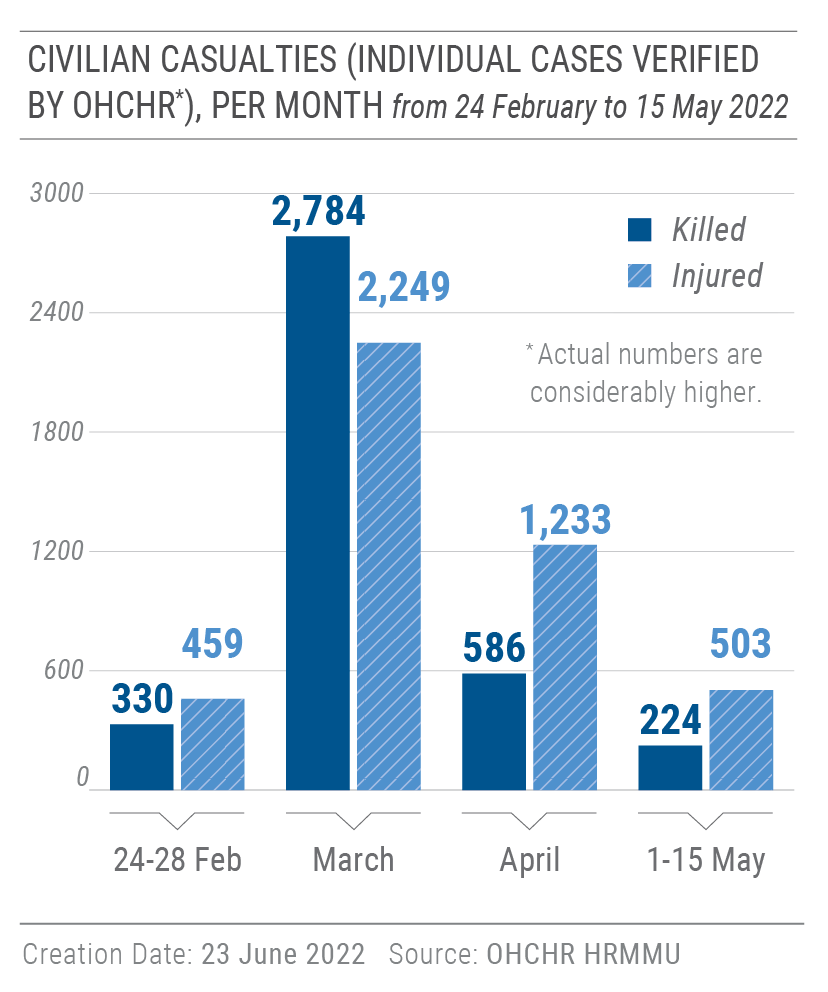 CIVILIAN CASUALTIES (INDIVIDUAL CASES VERIFIED
BY OHCHR*), PER MONTH from 24 February to 15 May 2022
3000
2400
1800
1200
600
0
Killed
Injured
*Actual numbers are
considerably higher.
330
459
2,784
2,249
586
1,233
224
503
24-28 Feb
March
April
1-15 May
Creation Date: 23 June 2022 Source: OHCHR HRMMU